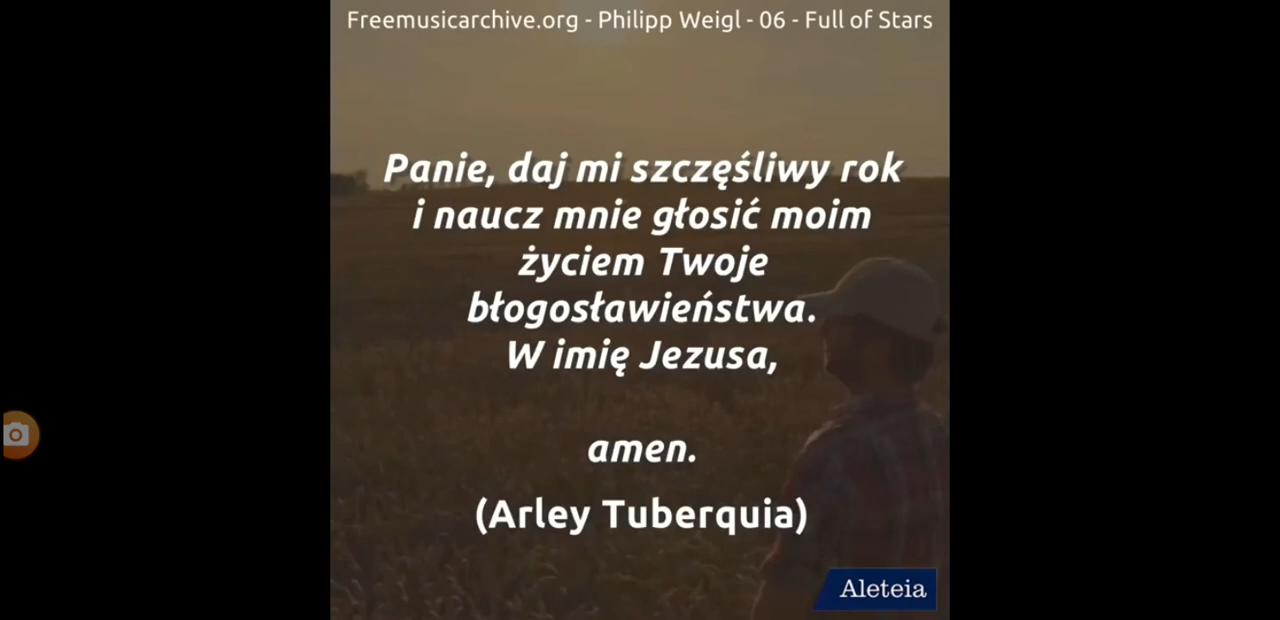 Freemusicarchive.org - Philipp Weigl - 06 - Full of Stars
Panie, daj mi szczęśliwy rok
i naucz mnie głosić moim
życiem Twoje
błogosławieństwa.
W imię Jezusa,
amen.
(Arley Tuberquia)
Aleteia